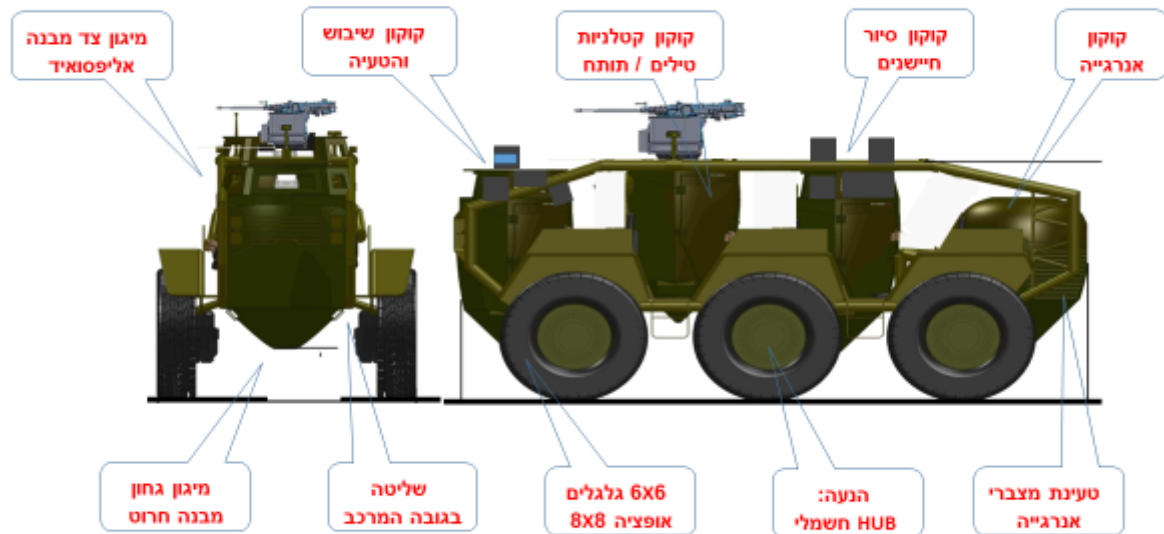 קוקון
אנרגייה
קוקון סיור
חיישנים
קוקון קטלניות
טילים / תותח
קוקון שיבוש
והטעיה
מיגון צד מבנה
אליפסואיד
טעינת מצברי
אנרגייה
הנעה:
HUB חשמלי
6X6 גלגלים
אופציה 8X8
שליטה
בגובה המרכב
מיגון גחון
מבנה חרוט